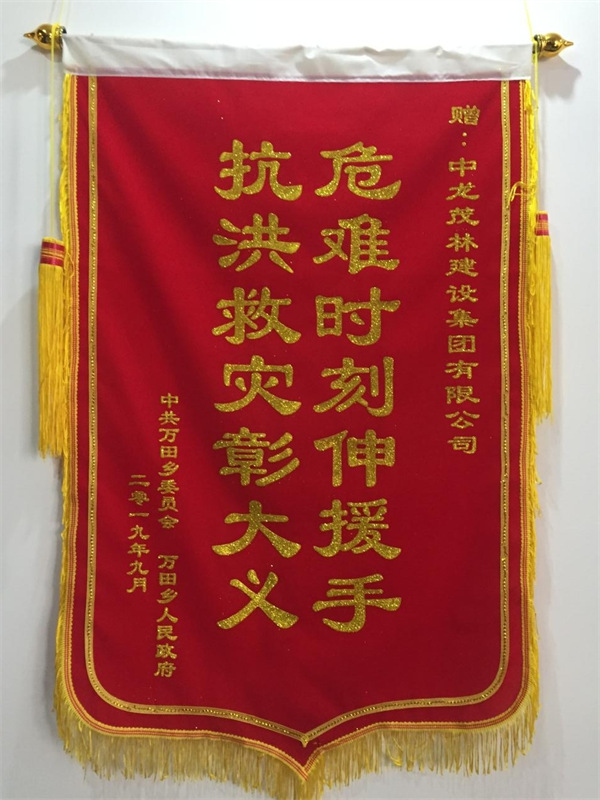 赠：中龙茂林建设集团有限公司
危难时刻伸援手
抗洪救灾彰大义
中共万田乡委员会 万田乡人民政府
二零一九年九月